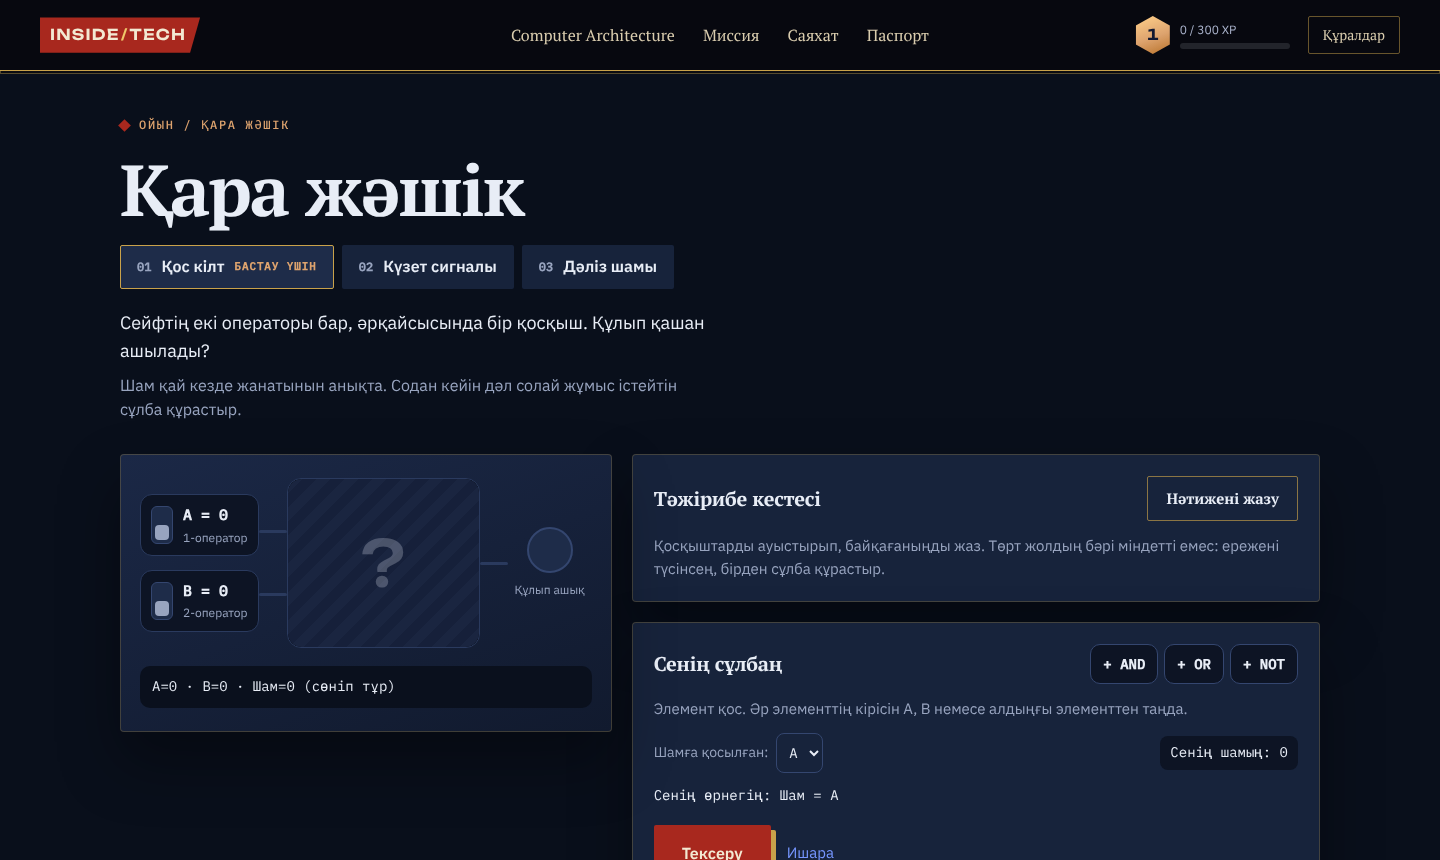 INSIDE/TECH
Computer Architecture
Миссия
Саяхат
Паспорт
1
0 / 300 XP
Құралдар
ОЙЫН / ҚАРА ЖӘШІК
Қара жәшік
01 Қос кілт БАСТАУ ҮШІН
02 Күзет сигналы
03 Дәліз шамы
Сейфтің екі операторы бар, әрқайсысында бір қосқыш. Құлып қашан
ашылады?
Шам қай кезде жанатынын анықта. Содан кейін дәл солай жұмыс істейтін
сұлба құрастыр.
A = 0
1-оператор
B = 0
2-оператор
?
Құлып ашық
A=0 · B=0 · Шам=0 (сөніп тұр)
Тәжірибе кестесі
Нәтижені жазу
Қосқыштарды ауыстырып, байқағаныңды жаз. Төрт жолдың бәрі міндетті емес: ережені
түсінсең, бірден сұлба құрастыр.
Сенің сұлбаң
+ AND
+ OR
+ NOT
Элемент қос. Әр элементтің кірісін A, B немесе алдыңғы элементтен таңда.
Шамға қосылған: A
Сенің шамың: 0
Сенің өрнегің: Шам = A
Тексеру
Ишара